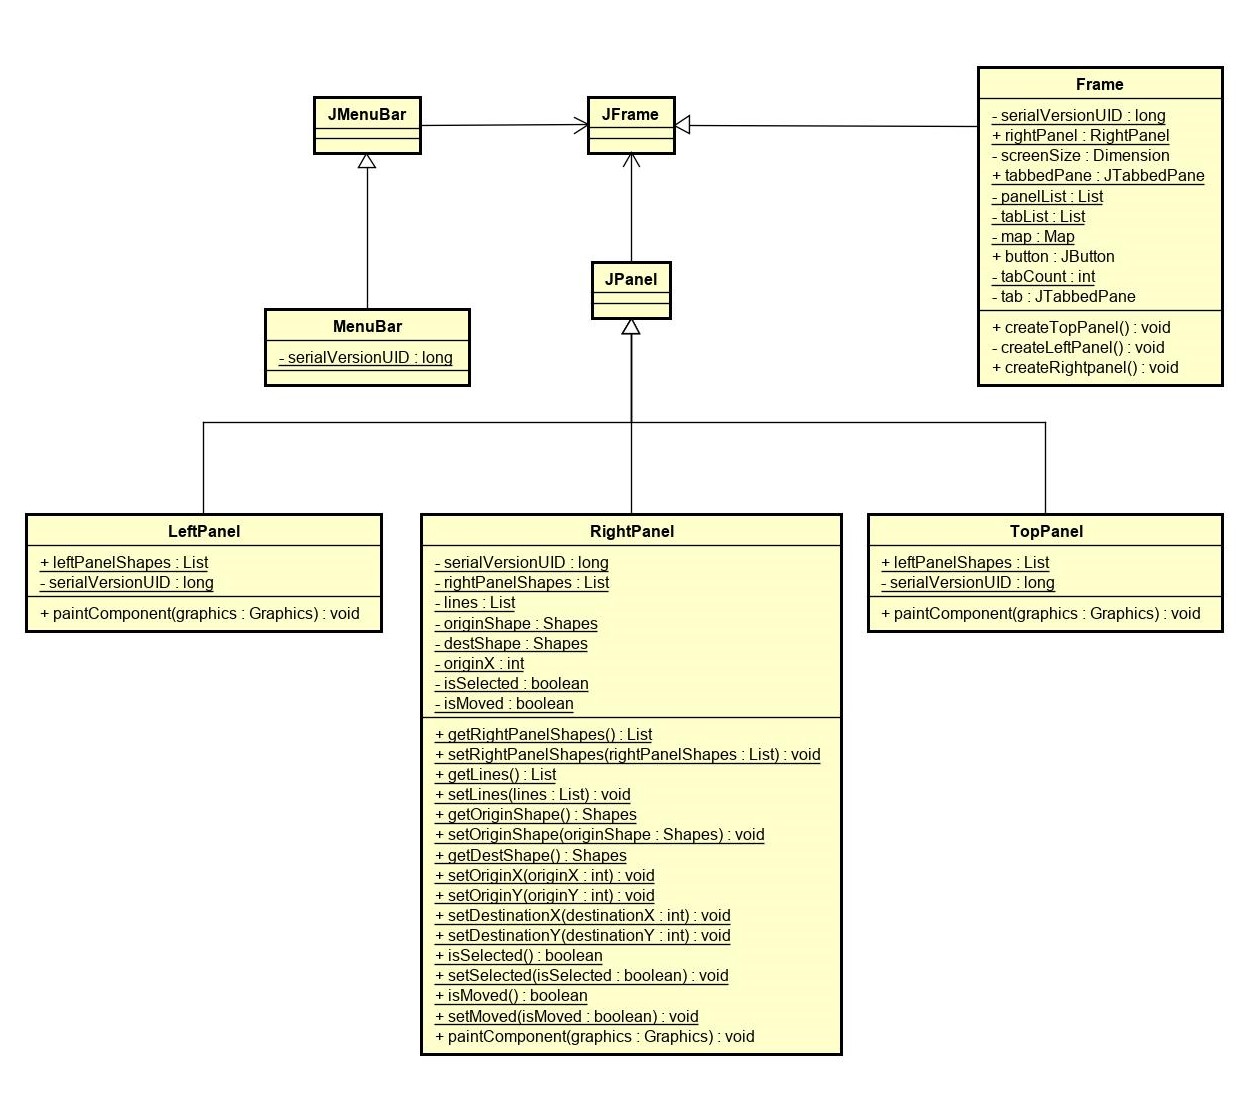 JMenuBar
JFrame
Frame
- serialVersionUID : long
+ rightPanel : RightPanel
- screenSize : Dimension
+ tabbedPane : JTabbedPane
- panelList : List
- tabList : List
- map : Map
+ button : JButton
- tabCount : int
- tab : JTabbedPane
+ createTopPanel() : void
- createLeftPanel() : void
+ createRightpanel() : void
JPanel
MenuBar
- serialVersionUID : long
LeftPanel
+ leftPanelShapes : List
- serialVersionUID : long
+ paintComponent(graphics : Graphics) : void
RightPanel
- serialVersionUID : long
- rightPanelShapes : List
- lines : List
- originShape : Shapes
- destShape : Shapes
- originX : int
- isSelected : boolean
- isMoved : boolean
+ getRightPanelShapes() : List
+ setRightPanelShapes(rightPanelShapes : List) : void
+ getLines() : List
+ setLines(lines : List) : void
+ getOriginShape() : Shapes
+ setOriginShape(originShape : Shapes) : void
+ getDestShape() : Shapes
+ setOriginX(originX : int) : void
+ setOriginY(originY : int) : void
+ setDestinationX(destinationX : int) : void
+ setDestinationY(destinationY : int) : void
+ isSelected() : boolean
+ setSelected(isSelected : boolean) : void
+ isMoved() : boolean
+ setMoved(isMoved : boolean) : void
+ paintComponent(graphics : Graphics) : void
TopPanel
+ leftPanelShapes : List
- serialVersionUID : long
+ paintComponent(graphics : Graphics) : void